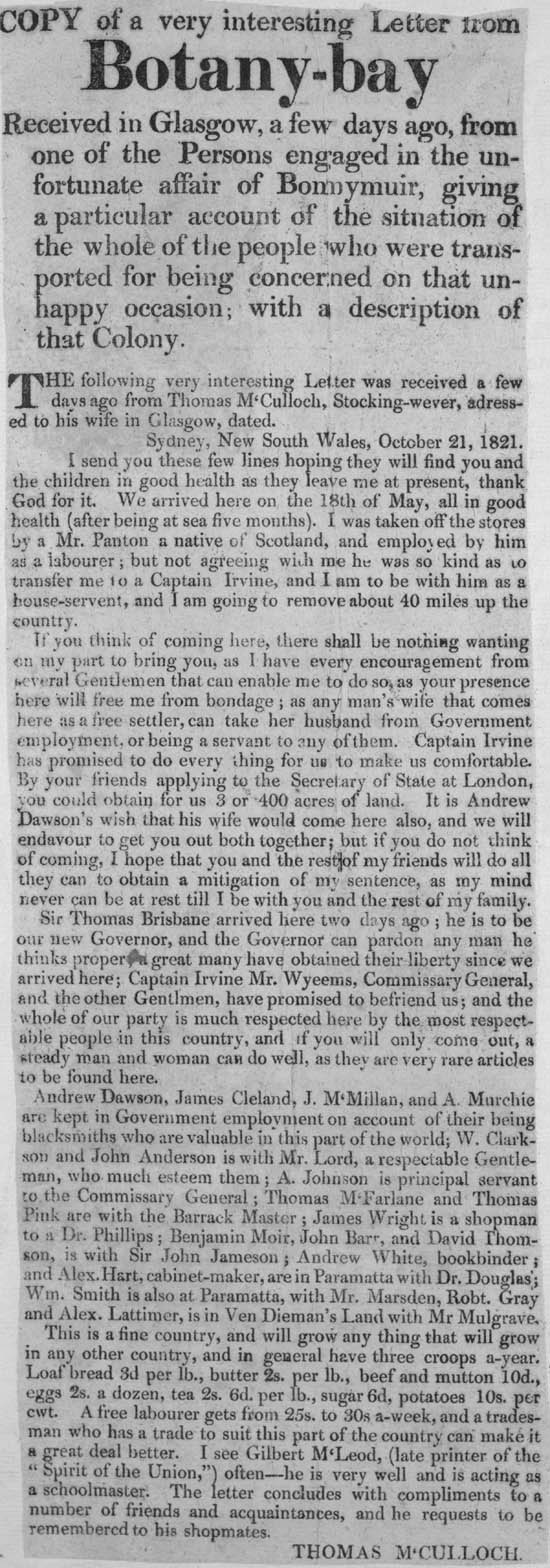 COPY of a very interesting Letter from
Botany-bay
Received in Glasgow, a few days ago, from
one of the Persons engaged in the un-
fortunate affair of Bonnymuir, giving
a particular account of the situation of
the whole of the people who were trans-
ported for being concerned on that un-
happy occasion; with a description of
that Colony.
THE following very interesting Letter was received a few
days ago from Thomas M‘Culloch, Stocking-wever, adress-
ed to his wife in Glasgow, dated.
Sydney, New South Wales, October 21, 1821.
I send you these few lines hoping they will find you and
the children in good health as they leave me at present, thank
God for it. We arrived here on the 18th of May, all in good
health (after being at sea five months). I was taken off the stores
by a Mr. Panton a native of Scotland, and employed by him
as a labourer; but not agreeing with me he was so kind as to
transfer me to a Captain Irvine, and I am to be with him as a
house-servent, and I am going to remove about 40 miles up the
country.
If you think of coming here, there shall be nothing wanting
on my part to bring you, as I have every encouragement from
several Gentlemen that can enable me to do so, as your presence
here will free me from bondage; as any man's wife that comes
here as a free settler, can take her husband from Government
employment, or being a servant to any of them. Captain Irvine
has promised to do every thing for us to make us comfortable.
By your friends applying to the Secretary of State at London,
you could obtain for us 3 or 400 acres of land. It is Andrew
Dawson's wish that his wife would come here also, and we will
endavour to get you out both together; but if you do not think
of coming, I hope that you and the rest of my friends will do all
they can to obtain a mitigation of my sentence, as my mind
never can be at rest till I be with you and the rest of my family.
Sir Thomas Brisbane arrived here two days ago; he is to be
our new Governor, and the Governor can pardon any man he
thinks proper a great many have obtained their liberty since we
arrived here; Captain Irvine Mr. Wyeems, Commissary General,
and the other Gentlmen, have promised to befriend us; and the
whole of our party is much respected here by the most respect-
able people in this country, and if you will only come out, a
steady man and woman can do well, as they are very rare articles
to be found here.
Andrew Dawson, James Cleland, J. M‘Millan, and A. Murchie
are kept in Government employment on account of their being
blacksmiths who are valuable in this part of the world; W. Clark-
son and John Anderson is with Mr. Lord, a respectable Gentle-
man, who much esteem them; A. Johnson is principal servant
to the Commissary General; Thomas M‘Farlane and Thomas
Pink are with the Barrack Master; James Wright is a shopman
to a Dr. Phillips; Benjamin Moir, John Barr, and David Thom-
son, is with Sir John Jameson; Andrew White, bookbinder;
and Alex. Hart, cabinet-maker, are in Paramatta with Dr. Douglas;
Wm. Smith is also at Paramatta, with Mr. Marsden, Robt. Gray
and Alex. Lattimer, is in Ven Dieman's Land with Mr Mulgrave.
This is a fine country, and will grow any thing that will grow
in any other country, and in general have three croops a-year.
Loaf bread 3d per lb., butter 2s. per lb., beef and mutton 10d.,
eggs 2s. a dozen, tea 2s. 6d. per lb., sugar 6d, potatoes 10s. per
cwt. A free labourer gets from 25s. to 30s a-week, and a trades-
man who has a trade to suit this part of the country can make it
a great deal better. I see Gilbert M‘Leod, (late printer of the
“Spirit of the Union,”) often—he is very well and is acting as
a schoolmaster. The letter concludes with compliments to a
number of friends and acquaintances, and he requests to be
remembered to his shopmates.
THOMAS M‘CULLOCH.